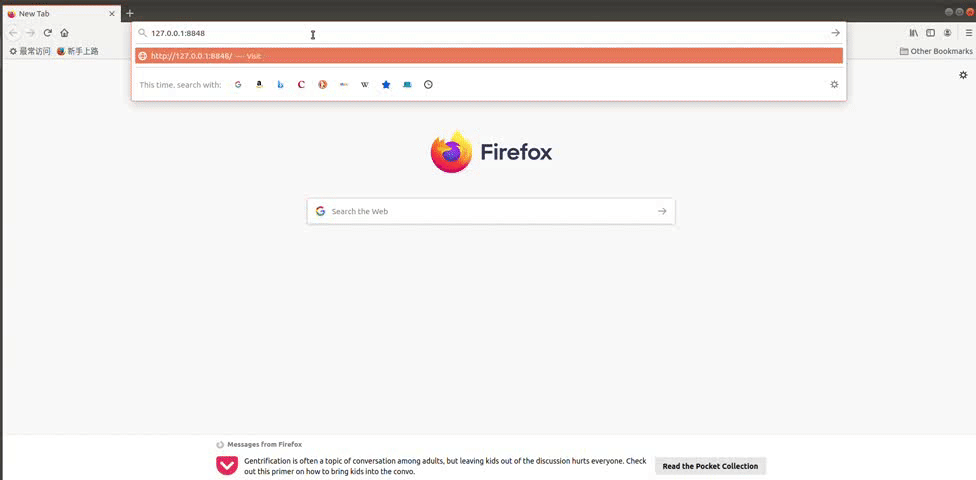 New Tab
127.0.0.1:8848
http://127.0.0.1:8848/ — Visit
最常访问 新手上路
Other Bookmarks
This time, search with:
Firefox
Search the Web
Messages from Firefox
Gentrification is often a topic of conversation among adults, but leaving kids out of the discussion hurts everyone. Check
out this primer on how to bring kids into the convo.
Read the Pocket Collection